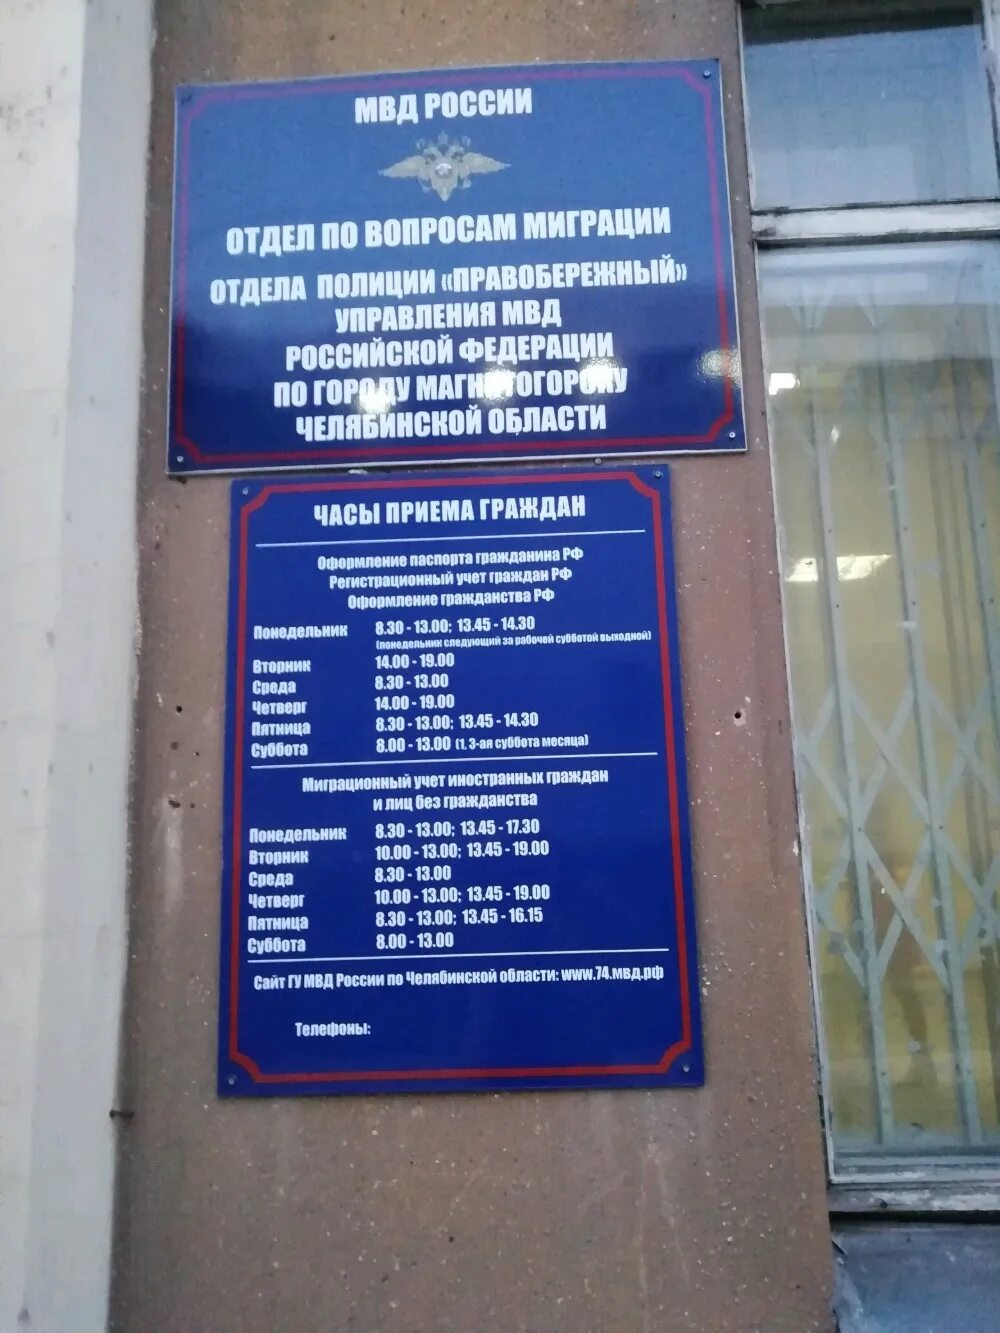 МВД РОССИИ
ОТДЕЛ ПО ВОПРОСАМ МИГРАЦИИ
ОТДЕЛА ПОЛИЦИИ «ПРАВОБЕРЕЖНЫЙ»
УПРАВЛЕНИЯ МВД
РОССИЙСКОЙ ФЕДЕРАЦИИ
ПО ГОРОДУ МАГНИТОГОРСКУ
ЧЕЛЯБИНСКОЙ ОБЛАСТИ
ЧАСЫ ПРИЕМА ГРАЖДАН
Оформление паспорта гражданина РФ
Регистрационный учет граждан РФ
Оформление гражданства РФ
Понедельник 8.30 - 13.00; 13.45 - 14.30
(понедельник следующий за рабочей субботой выходной)
Вторник 14.00 - 19.00
Среда 8.30 - 13.00
Четверг 14.00 - 19.00
Пятница 8.30 - 13.00; 13.45 - 14.30
Суббота 8.00 - 13.00 (1, 3-ая суббота месяца)
Миграционный учет иностранных граждан
и лиц без гражданства
Понедельник 8.30 - 13.00; 13.45 - 17.30
Вторник 10.00 - 13.00; 13.45 - 19.00
Среда 8.30 - 13.00
Четверг 10.00 - 13.00; 13.45 - 19.00
Пятница 8.30 - 13.00; 13.45 - 16.15
Суббота 8.00 - 13.00
Сайт ГУ МВД России по Челябинской области: www.74.мвд.рф
Телефоны: